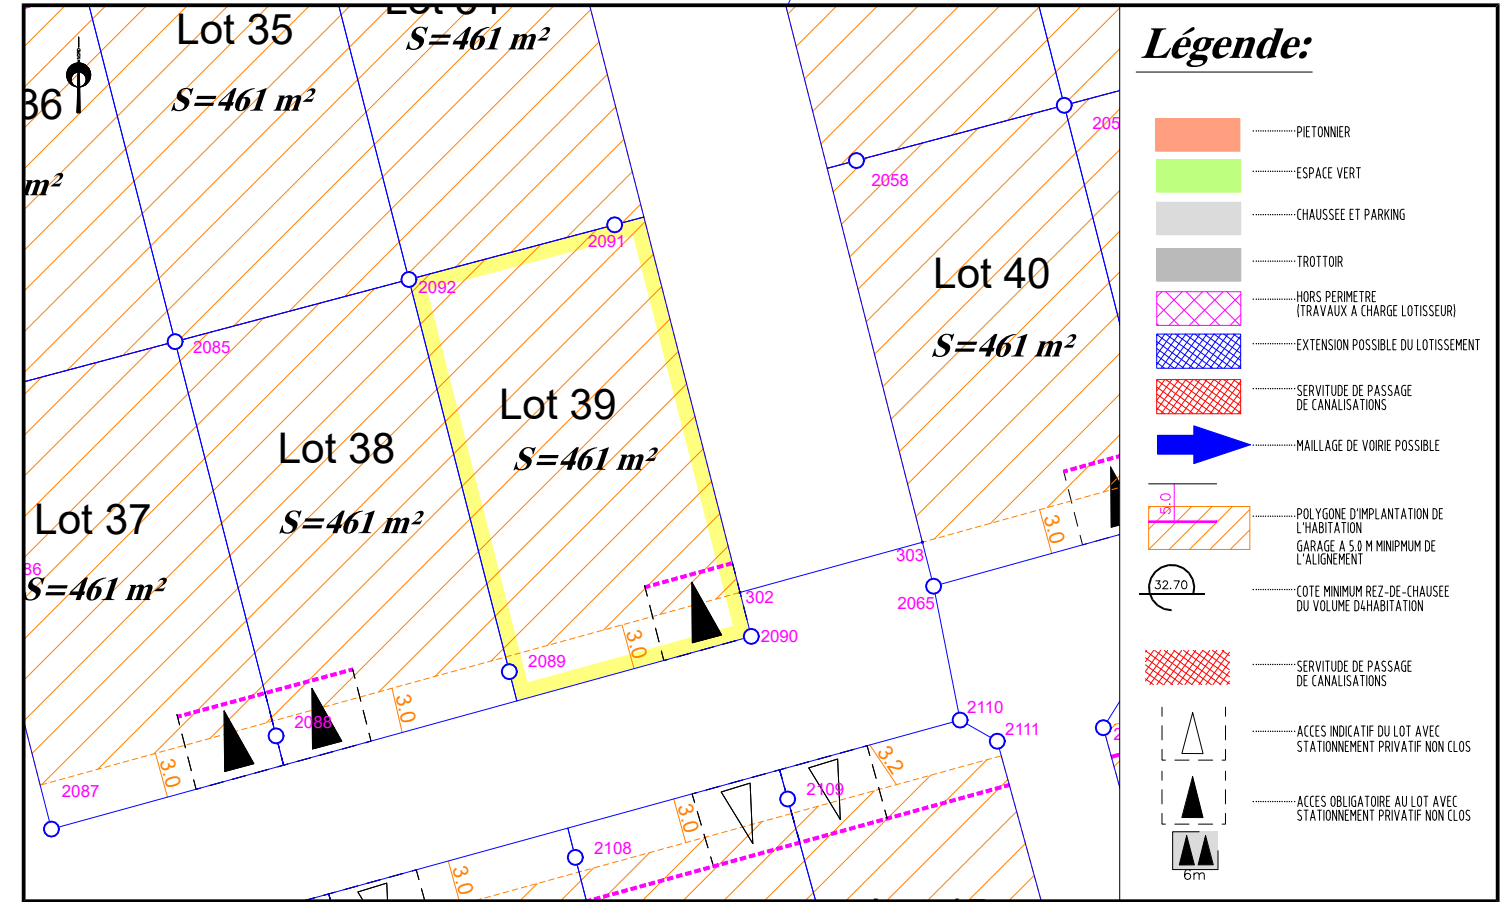 Lot 35
S=461 m²
S=461 m²
36
m²
2058
2091
2092
2085
Lot 40
S=461 m²
Lot 39
S=461 m²
Lot 38
S=461 m²
Lot 37
S=461 m²
303
302
2065
2090
2089
3.0
3.0
3.0
3.0
2088
2087
2110
2111
3.2
2109
3.0
2108
3.0
Légende:
PIETONNIER
ESPACE VERT
CHAUSSEE ET PARKING
TROTTOIR
HORS PERIMETRE
(TRAVAUX A CHARGE LOTISSEUR)
EXTENSION POSSIBLE DU LOTISSEMENT
SERVITUDE DE PASSAGE
DE CANALISATIONS
MAILLAGE DE VOIRIE POSSIBLE
5.0
POLYGONE D'IMPLANTATION DE
L'HABITATION
GARAGE A 5.0 M MINIPMUM DE
L'ALIGNEMENT
32.70
COTE MINIMUM REZ-DE-CHAUSEE
DU VOLUME D4HABITATION
SERVITUDE DE PASSAGE
DE CANALISATIONS
ACCES INDICATIF DU LOT AVEC
STATIONNEMENT PRIVATIF NON CLOS
ACCES OBLIGATOIRE AU LOT AVEC
STATIONNEMENT PRIVATIF NON CLOS
6m